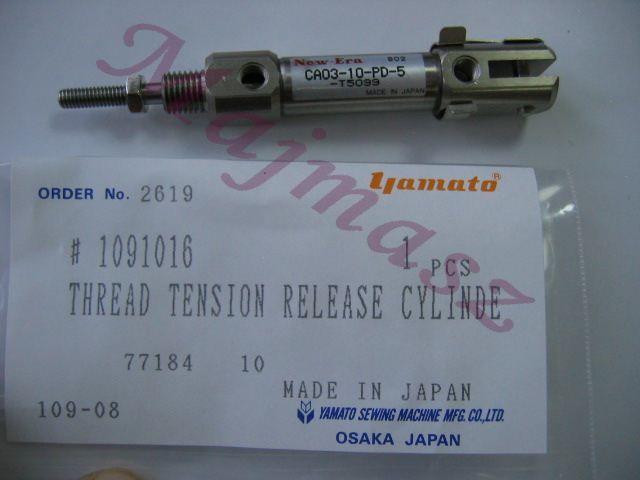 New-Era 802
CA03-10-PD-5
-T5099
MADE IN JAPAN
Majmasz
ORDER No. 2619
yamato®
# 1091016 1 PCS
THREAD TENSION RELEASE CYLINDE
77184 10
MADE IN JAPAN
109-08
YAMATO SEWING MACHINE MFG.CO.,LTD.
OSAKA JAPAN